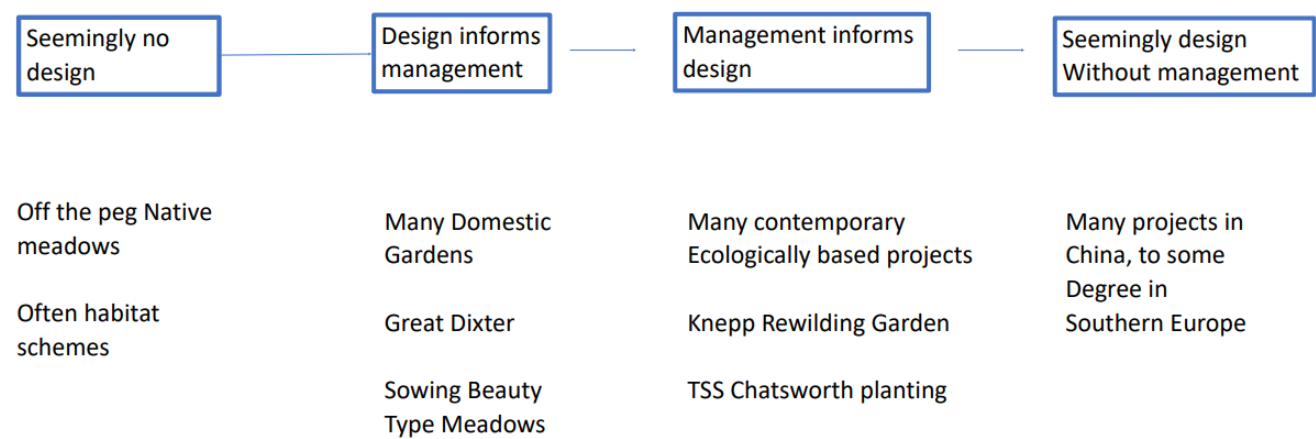 Seemingly no
design
Design informs
management
Management informs
design
Seemingly design
Without management
Off the peg Native
meadows
Often habitat
schemes
Many Domestic
Gardens
Great Dixter
Sowing Beauty
Type Meadows
Many contemporary
Ecologically based projects
Knepp Rewilding Garden
TSS Chatsworth planting
Many projects in
China, to some
Degree in
Southern Europe